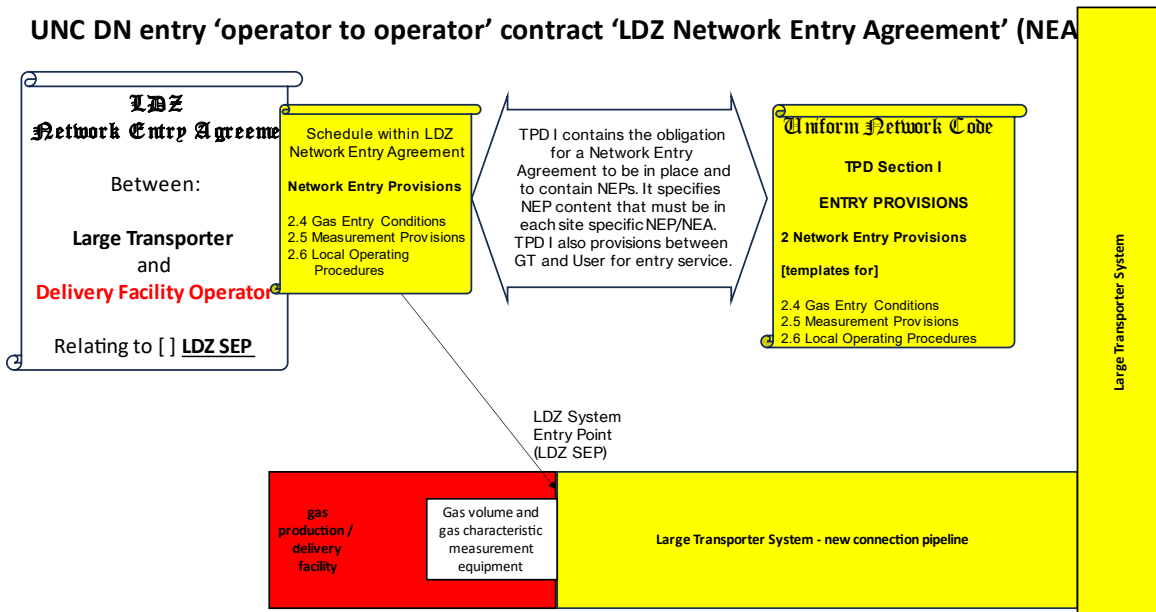 UNC DN entry ‘operator to operator’ contract ‘LDZ Network Entry Agreement’ (NEA
LDZ
Network Entry Agreeme
Between:
Large Transporter
and
Delivery Facility Operator
Relating to [ ] LDZ SEP
Schedule within LDZ
Network Entry Agreement
Network Entry Provisions
2.4 Gas Entry Conditions
2.5 Measurement Provisions
2.6 Local Operating
Procedures
TPD I contains the obligation
for a Network Entry
Agreement to be in place and
to contain NEPs. It specifies
NEP content that must be in
each site specific NEP/NEA.
TPD I also provisions between
GT and User for entry service.
Uniform Network Code
TPD Section I
ENTRY PROVISIONS
2 Network Entry Provisions
[templates for]
2.4 Gas Entry Conditions
2.5 Measurement Provisions
2.6 Local Operating Procedures
Large Transporter System
LDZ System
Entry Point
(LDZ SEP)
gas
production /
delivery
facility
Gas volume and
gas characteristic
measurement
equipment
Large Transporter System - new connection pipeline